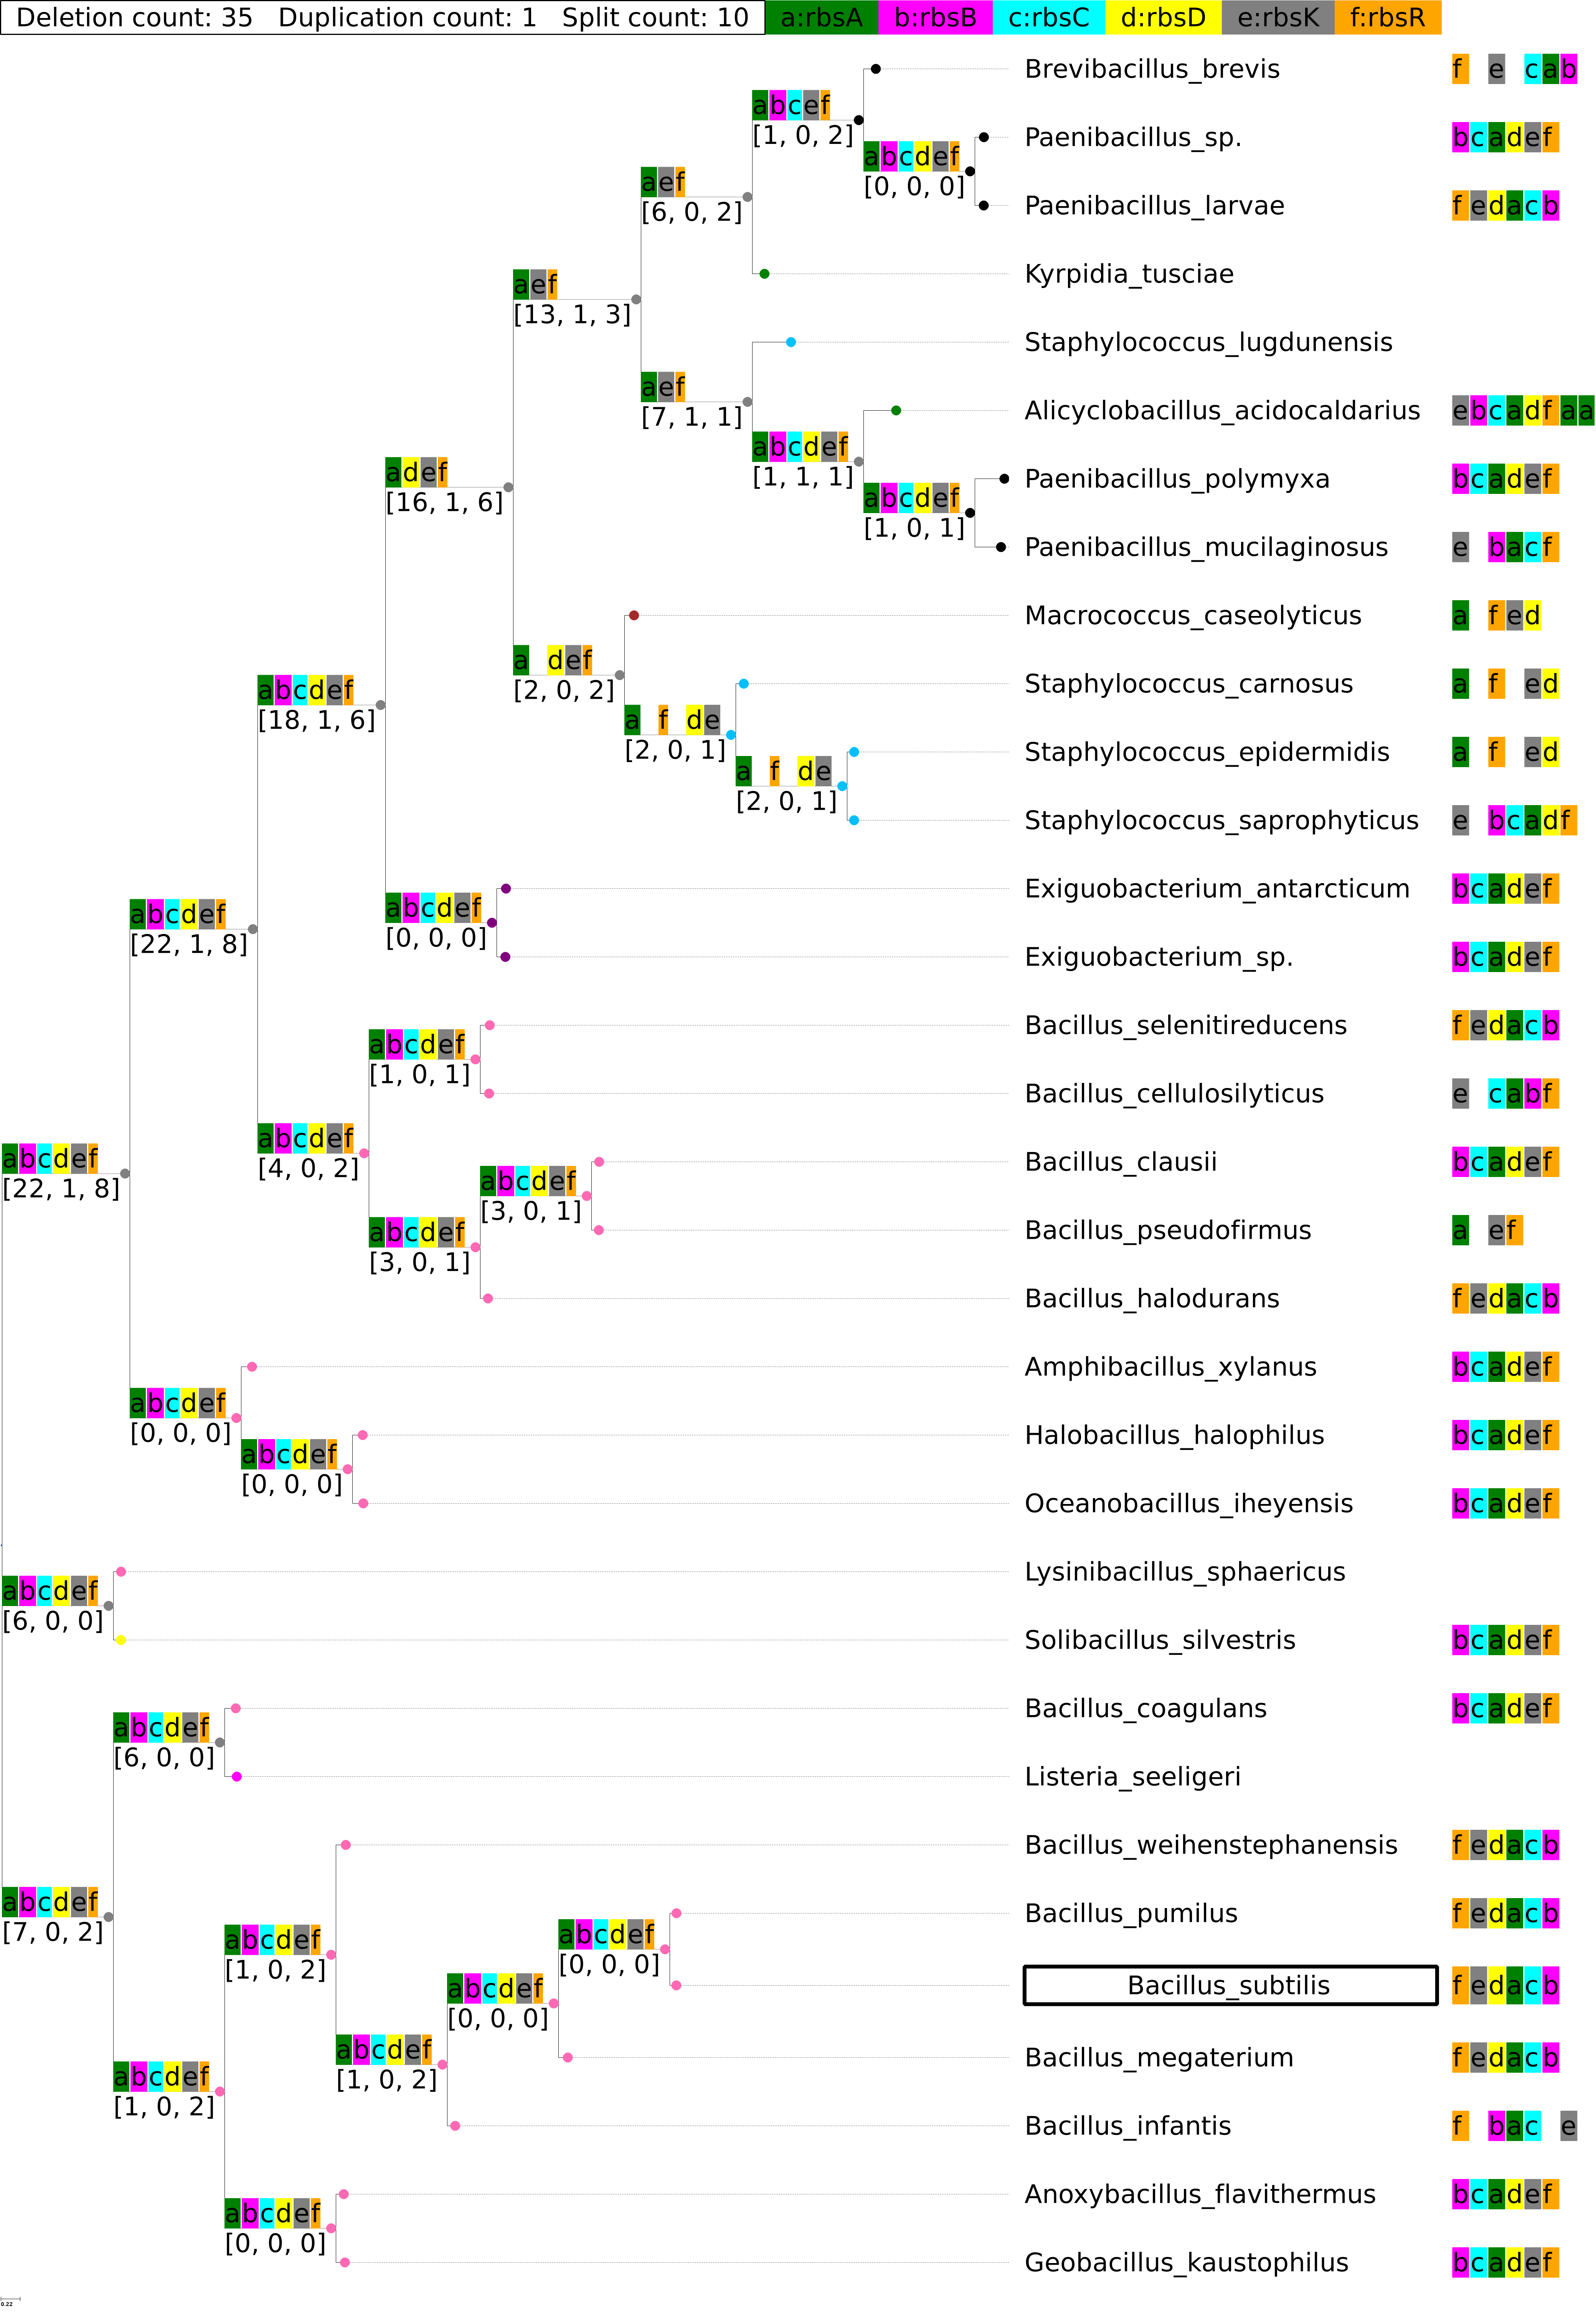 Deletion count: 35 Duplication count: 1 Split count: 10 a:rbsA b:rbsB c:rbsC d:rbsD e:rbsK f:rbsR
Brevibacillus_brevis f e cab
abcef
[1, 0, 2]
Paenibacillus_sp. bcadef
abcdef
[0, 0, 0]
aef
[6, 0, 2]
Paenibacillus_larvae fedacb
Kyrpidia_tusciae
aef
[13, 1, 3]
Staphylococcus_lugdunensis
aef
[7, 1, 1]
Alicyclobacillus_acidocaldarius ebcadfaa
abcdef
[1, 1, 1]
Paenibacillus_polymyxa bcadef
adef
[16, 1, 6]
abcdef
[1, 0, 1]
Paenibacillus_mucilaginosus e bacf
Macrococcus_caseolyticus a fed
a def
[2, 0, 2]
Staphylococcus_carnosus a f ed
abcdef
[18, 1, 6]
a f de
[2, 0, 1]
Staphylococcus_epidermidis a f ed
a f de
[2, 0, 1]
Staphylococcus_saprophyticus e bcadf
Exiguobacterium_antarcticum bcadef
abcdef
[22, 1, 8]
abcdef
[0, 0, 0]
Exiguobacterium_sp. bcadef
Bacillus_selenitireducens fedacb
abcdef
[1, 0, 1]
Bacillus_cellulosilyticus e cabf
abcdef
[4, 0, 2]
abcdef
[22, 1, 8]
Bacillus_clausii bcadef
abcdef
[3, 0, 1]
Bacillus_pseudofirmus a ef
abcdef
[3, 0, 1]
Bacillus_halodurans fedacb
Amphibacillus_xylanus bcadef
abcdef
[0, 0, 0]
Halobacillus_halophilus bcadef
abcdef
[0, 0, 0]
Oceanobacillus_iheyensis bcadef
Lysinibacillus_sphaericus
abcdef
[6, 0, 0]
Solibacillus_silvestris bcadef
Bacillus_coagulans bcadef
abcdef
[6, 0, 0]
Listeria_seeligeri
Bacillus_weihenstephanensis fedacb
abcdef
[7, 0, 2]
Bacillus_pumilus fedacb
abcdef
[1, 0, 2]
abcdef
[0, 0, 0]
Bacillus_subtilis fedacb
abcdef
[0, 0, 0]
Bacillus_megaterium fedacb
abcdef
[1, 0, 2]
abcdef
[1, 0, 2]
Bacillus_infantis f bac e
Anoxybacillus_flavithermus bcadef
abcdef
[0, 0, 0]
Geobacillus_kaustophilus bcadef
0.22